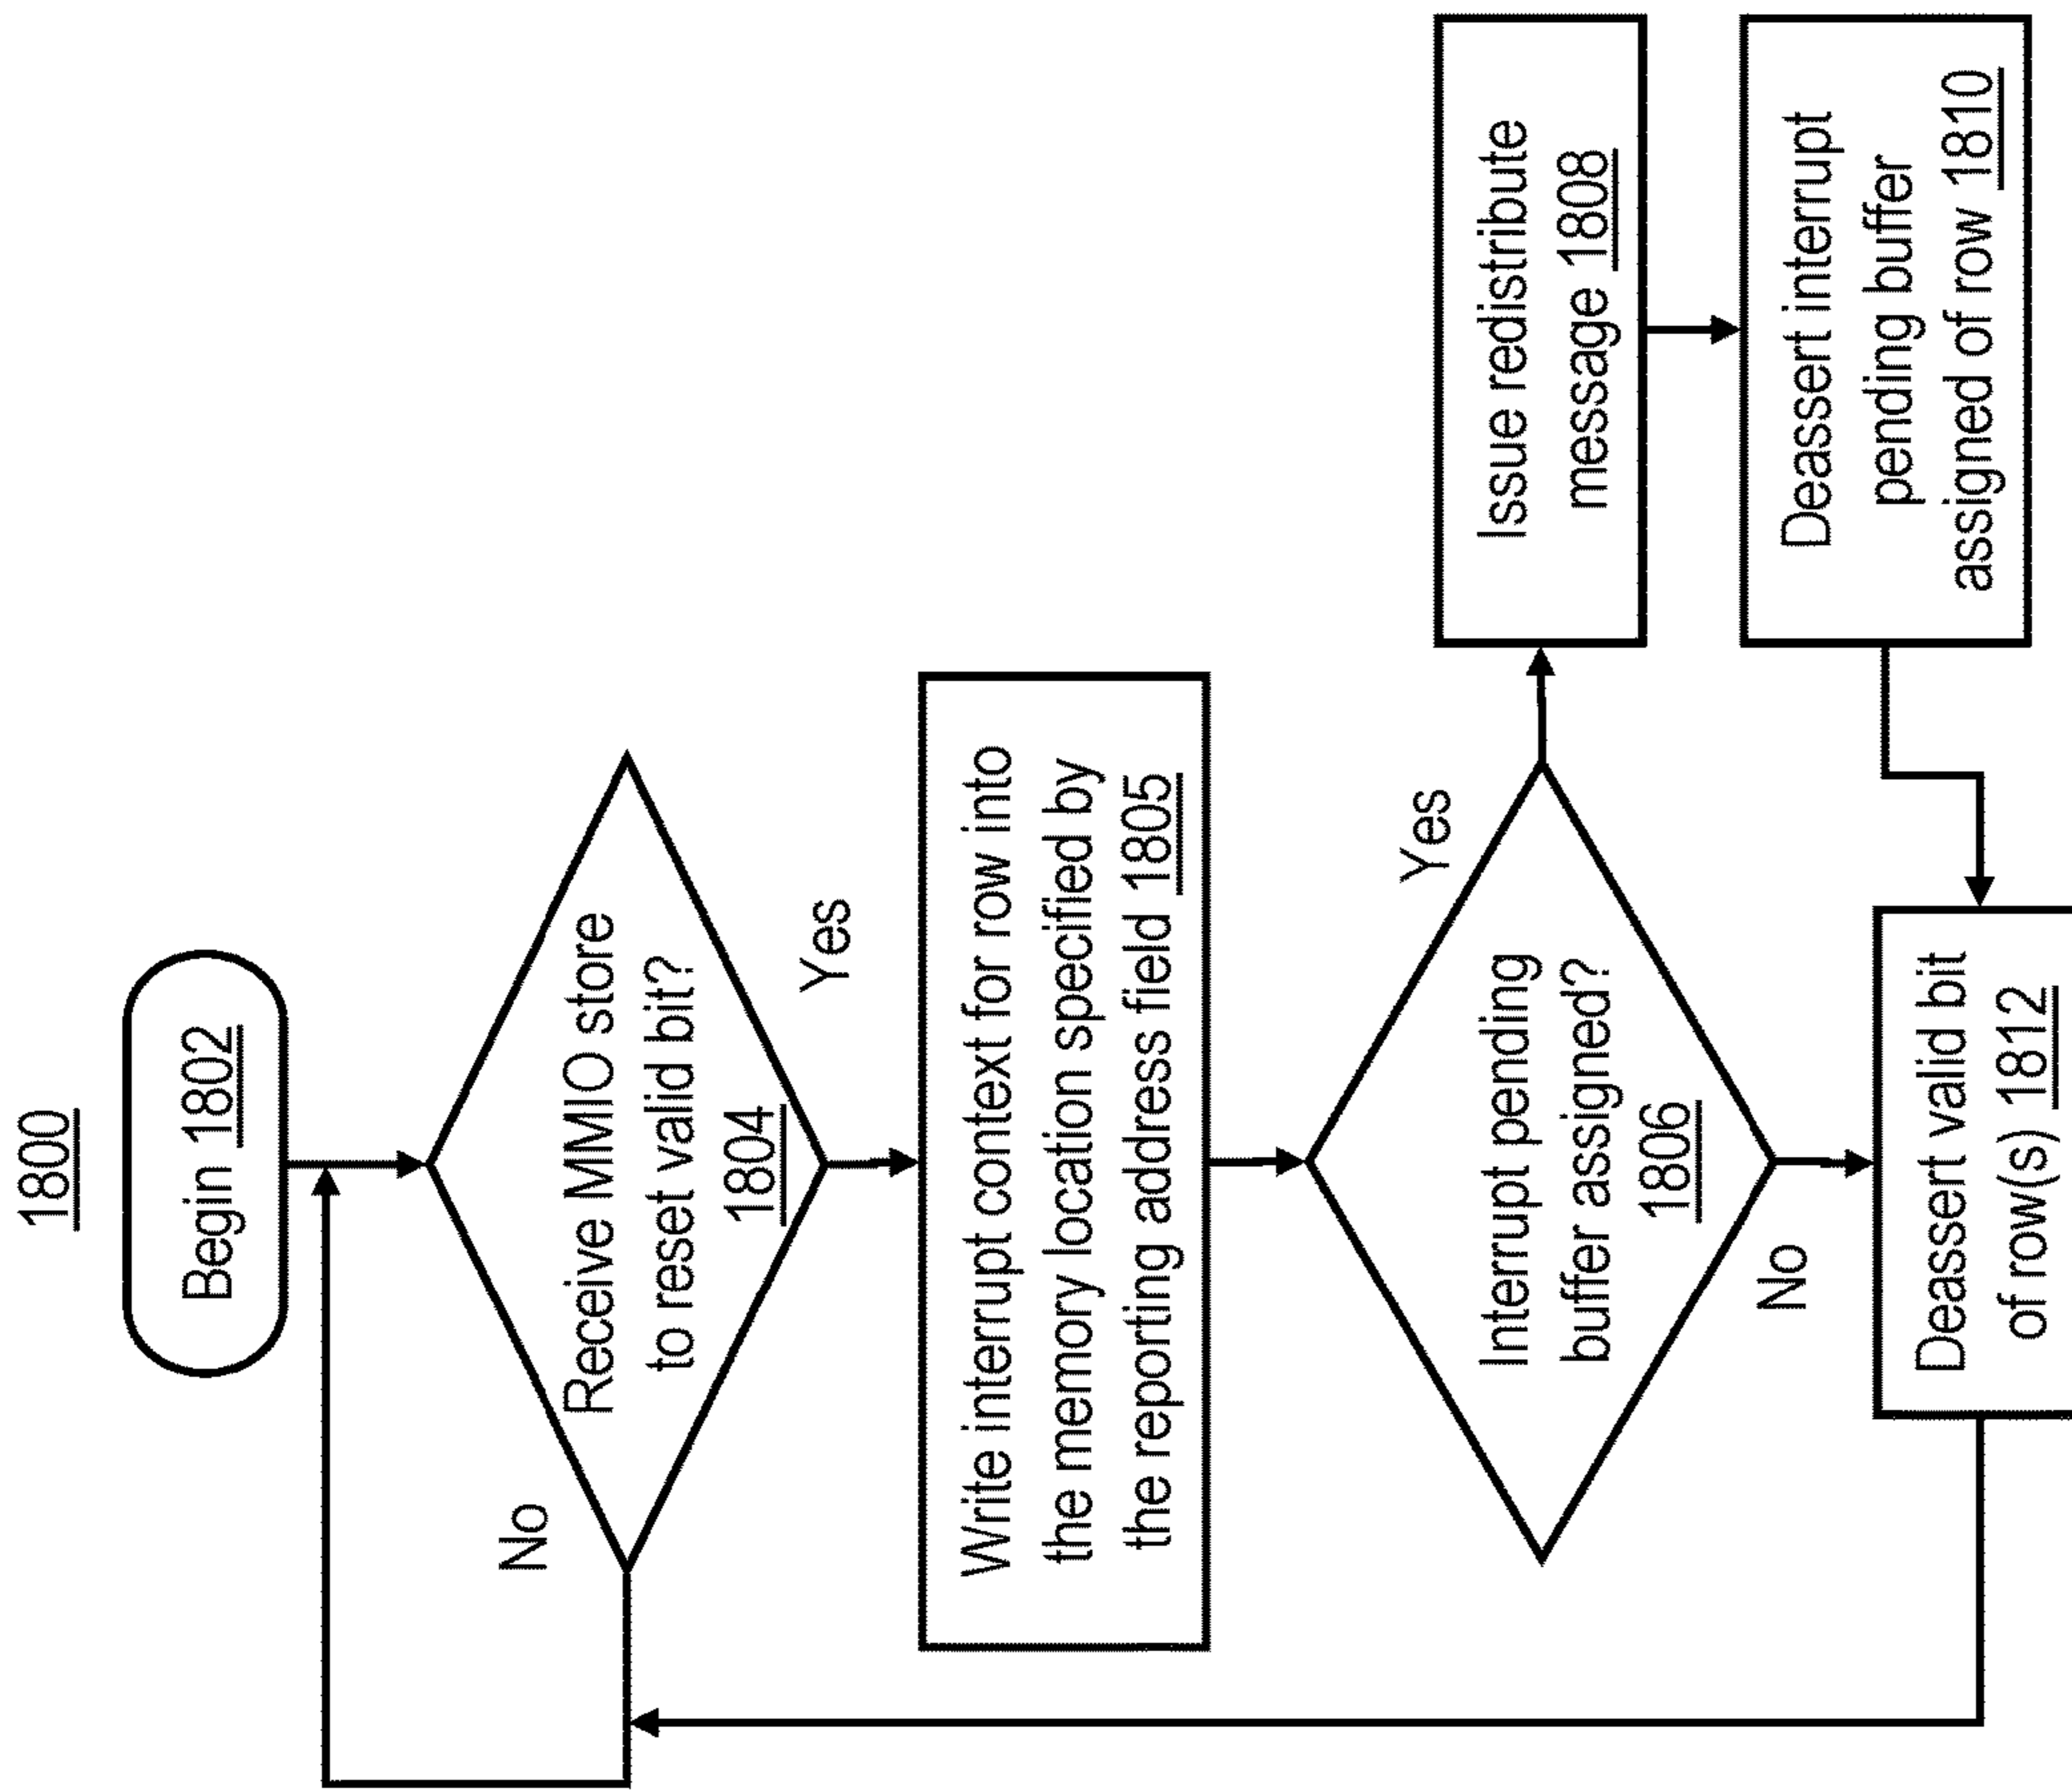 1800
Begin 1802
Receive MMIO store
to reset valid bit?
1804
No
Yes
Write interrupt context for row into
the memory location specified by
the reporting address field 1805
Interrupt pending
buffer assigned?
1806
Yes
No
Issue redistribute
message 1808
Deassert interrupt
pending buffer
assigned of row 1810
Deassert valid bit
of row(s) 1812